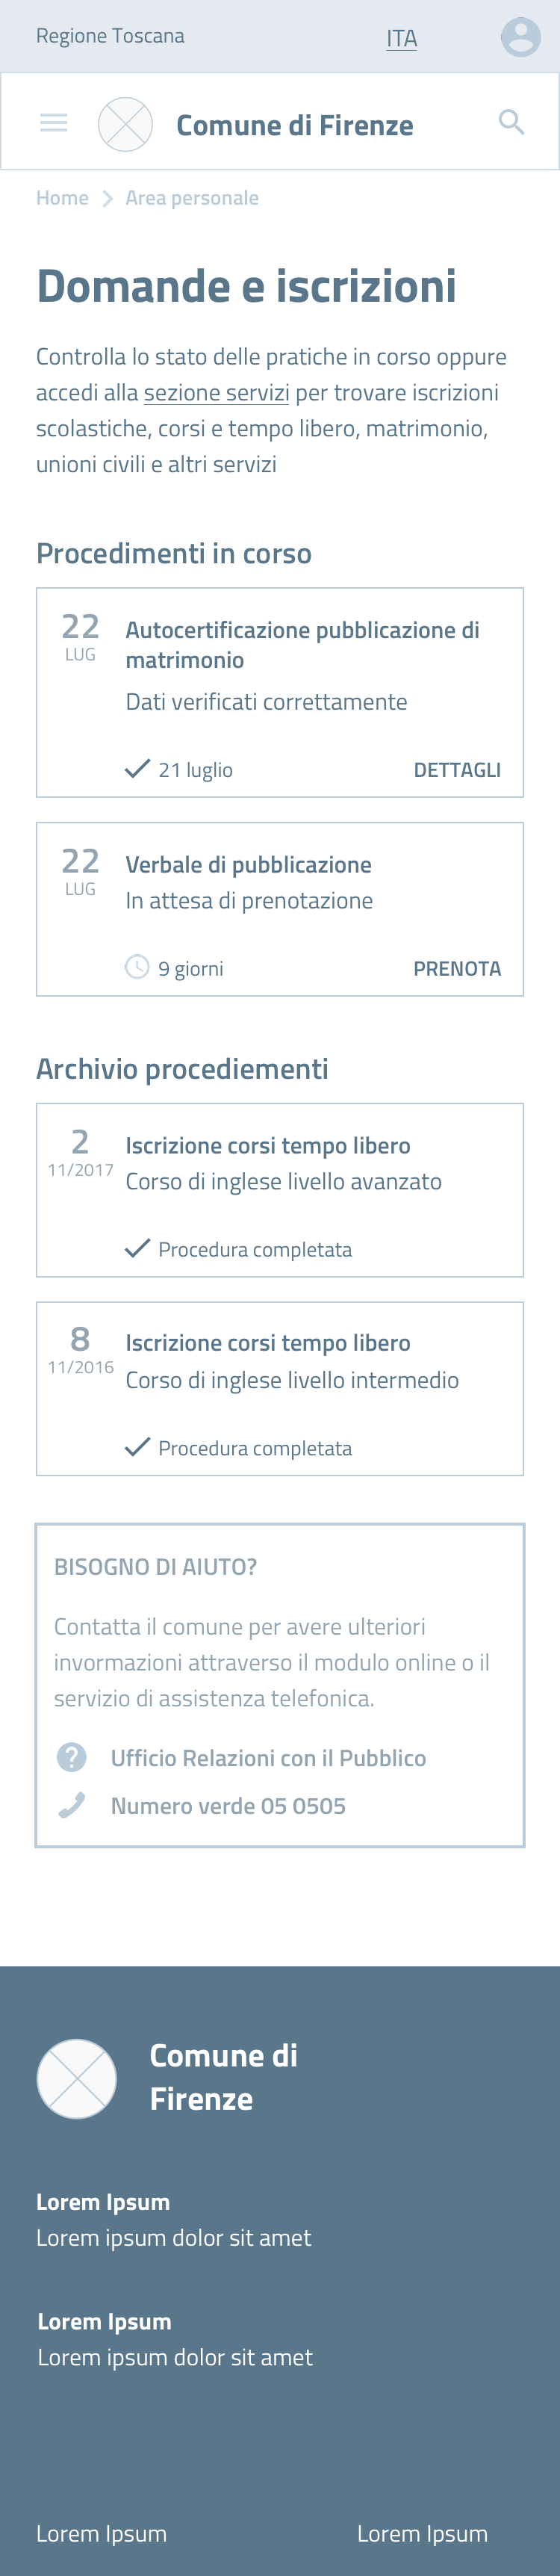 Regione Toscana
ITA
Comune di Firenze
Home
Area personale
Domande e iscrizioni
Controlla lo stato delle pratiche in corso oppure
accedi alla sezione servizi per trovare iscrizioni
scolastiche, corsi e tempo libero, matrimonio,
unioni civili e altri servizi
Procedimenti in corso
22
LUG
Autocertificazione pubblicazione di
matrimonio
Dati verificati correttamente
21 luglio
DETTAGLI
22
LUG
Verbale di pubblicazione
In attesa di prenotazione
9 giorni
PRENOTA
Archivio procediementi
2
11/2017
Iscrizione corsi tempo libero
Corso di inglese livello avanzato
Procedura completata
8
11/2016
Iscrizione corsi tempo libero
Corso di inglese livello intermedio
Procedura completata
BISOGNO DI AIUTO?
Contatta il comune per avere ulteriori
invormazioni attraverso il modulo online o il
servizio di assistenza telefonica.
Ufficio Relazioni con il Pubblico
Numero verde 05 0505
Comune di
Firenze
Lorem Ipsum
Lorem ipsum dolor sit amet
Lorem Ipsum
Lorem ipsum dolor sit amet
Lorem Ipsum
Lorem Ipsum